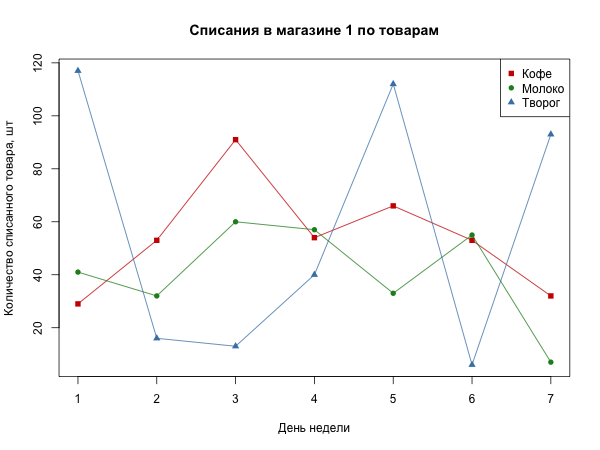 Списания в магазине 1 по товарам
Количество списанного товара, шт
120
100
80
60
40
20
Кофе
Молоко
Творог
1 2 3 4 5 6 7
День недели